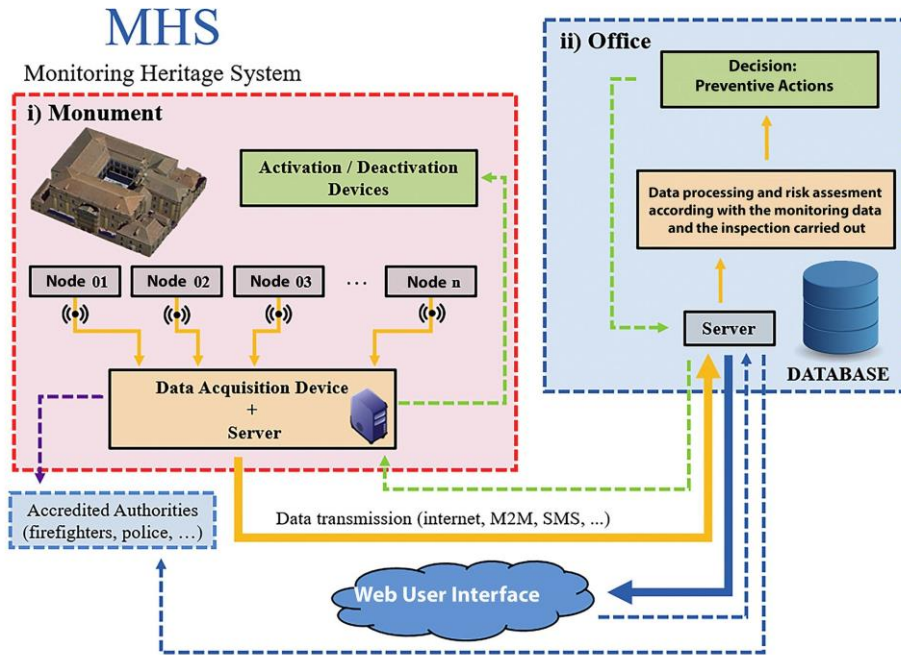 MHS
Monitoring Heritage System
i) Monument
Activation / Deactivation
Devices
Node 01
Node 02
Node 03
...
Node n
Data Acquisition Device
+
Server
Accredited Authorities
(firefighters, police, ...)
Data transmission (internet, M2M, SMS, ...)
Web User Interface
ii) Office
Decision:
Preventive Actions
Data processing and risk assesment
according with the monitoring data
and the inspection carried out
Server
DATABASE